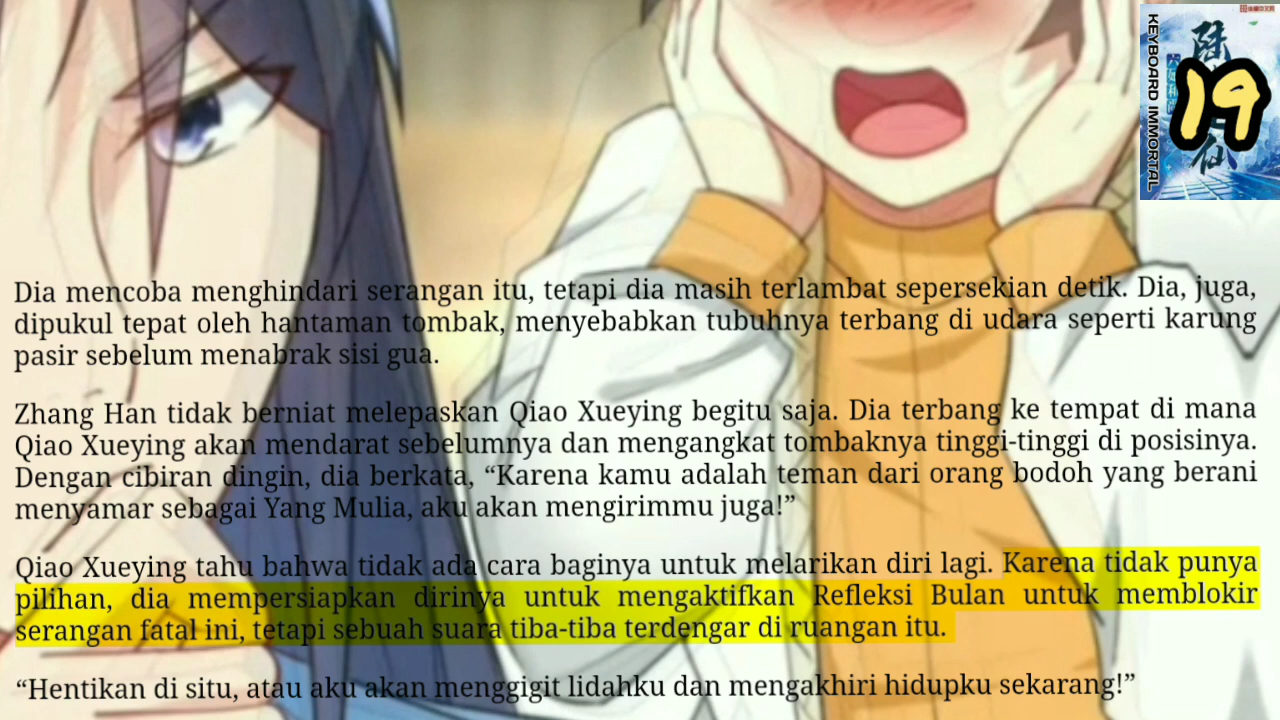 KEYBOARD IMMORTAL
19
Dia mencoba menghindari serangan itu, tetapi dia masih terlambat sepersekian detik. Dia, juga,
dipukul tepat oleh hantaman tombak, menyebabkan tubuhnya terbang di udara seperti karung
pasir sebelum menabrak sisi gua.
Zhang Han tidak berniat melepaskan Qiao Xueying begitu saja. Dia terbang ke tempat di mana
Qiao Xueying akan mendarat sebelumnya dan mengangkat tombaknya tinggi-tinggi di posisinya.
Dengan cibiran dingin, dia berkata, “Karena kamu adalah teman dari orang bodoh yang berani
menyamar sebagai Yang Mulia, aku akan mengirimmu juga!”
Qiao Xueying tahu bahwa tidak ada cara baginya untuk melarikan diri lagi. Karena tidak punya
pilihan, dia mempersiapkan dirinya untuk mengaktifkan Refleksi Bulan untuk memblokir
serangan fatal ini, tetapi sebuah suara tiba-tiba terdengar di ruangan itu.
“Hentikan di situ, atau aku akan menggigit lidahku dan mengakhiri hidupku sekarang!”